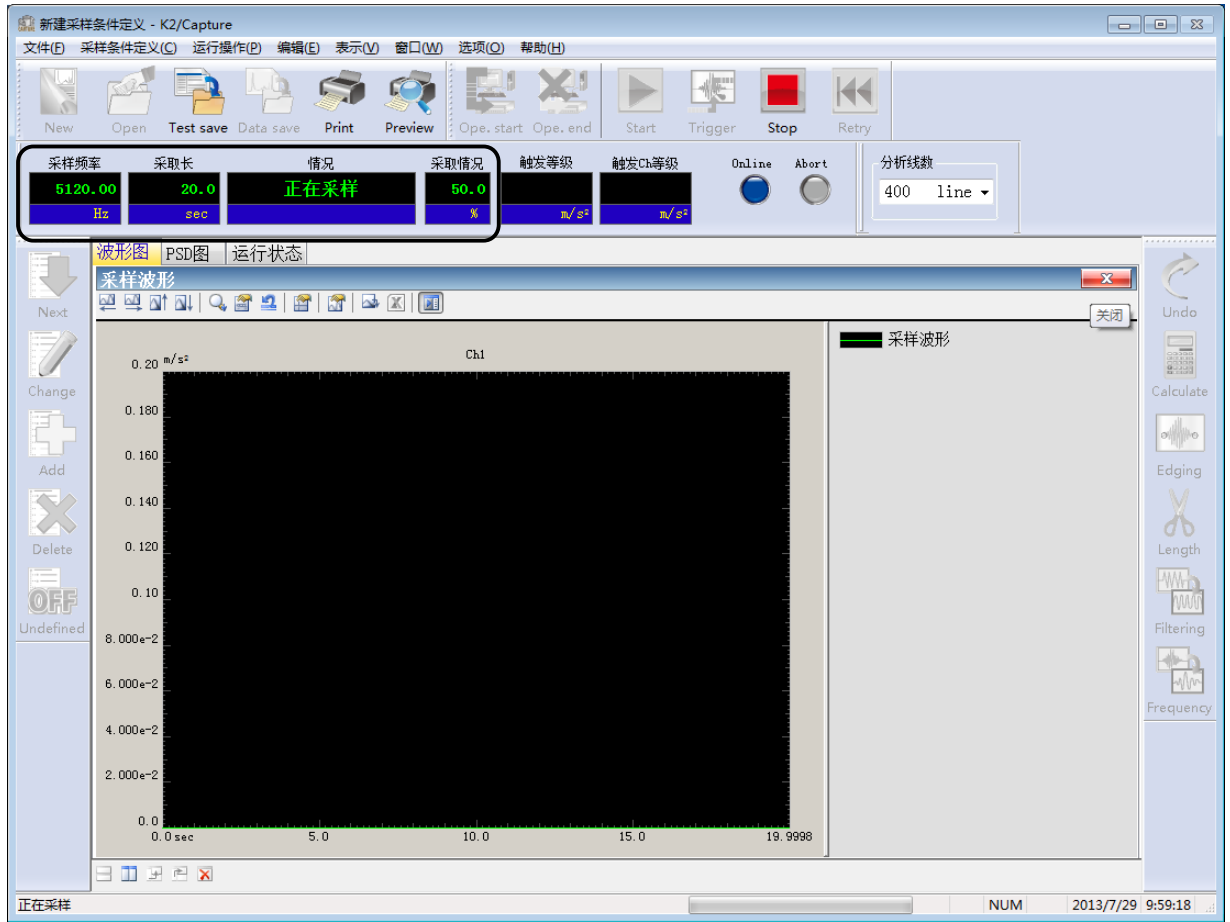 新建采样条件定义 - K2/Capture
文件(F) 采样条件定义(C) 运行操作(P) 编辑(E) 表示(V) 窗口(W) 选项(O) 帮助(H)
New Open Test save Data save Print Preview Ope. start Ope. end Start Trigger Stop Retry
采样频率 采取长 情况 采取情况 触发等级 触发Ch等级 Online Abort 分析线数
5120.00 20.0 正在采样 50.0 400 line
Hz sec % m/s² m/s²
波形图 PSD图 运行状态
采样波形
关闭
Next
Change
Add
Delete
OFF
Undefined
Ch1
采样波形
0.20 m/s²
0.180
0.160
0.140
0.120
0.10
8.000e-2
6.000e-2
4.000e-2
2.000e-2
0.0
0.0 sec 5.0 10.0 15.0 19.9998
Undo
Calculate
Edging
Length
Filtering
Frequency
正在采样 NUM 2013/7/29 9:59:18